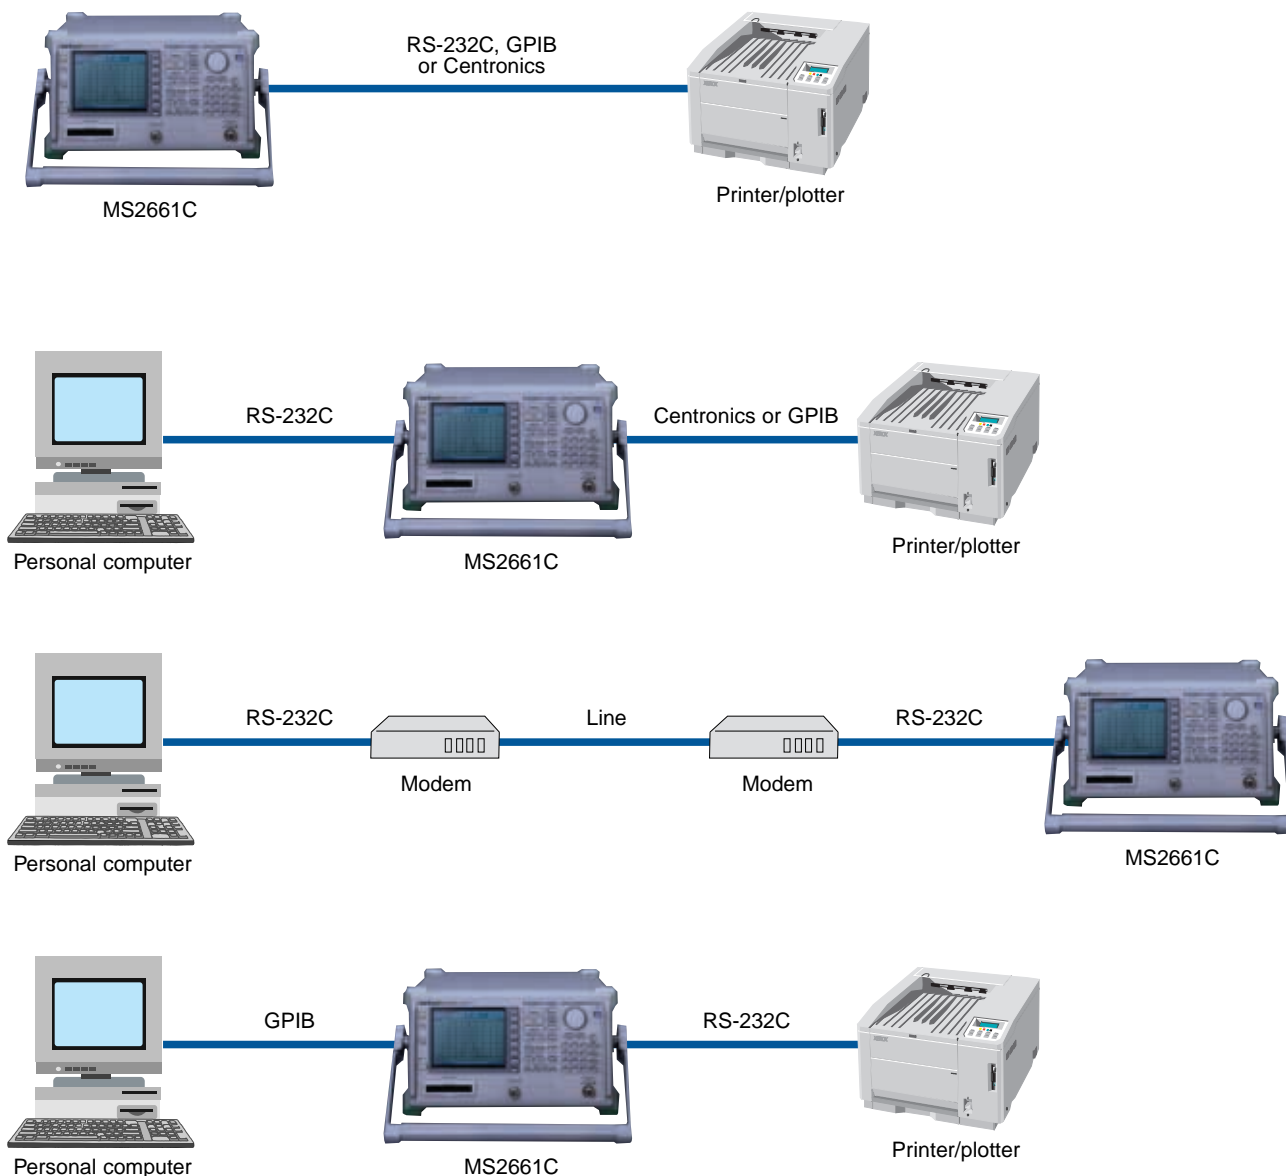 RS-232C, GPIB
or Centronics
MS2661C
Printer/plotter
RS-232C
Centronics or GPIB
Personal computer
MS2661C
Printer/plotter
RS-232C
Line
RS-232C
Modem
Modem
Personal computer
MS2661C
GPIB
RS-232C
Personal computer
MS2661C
Printer/plotter